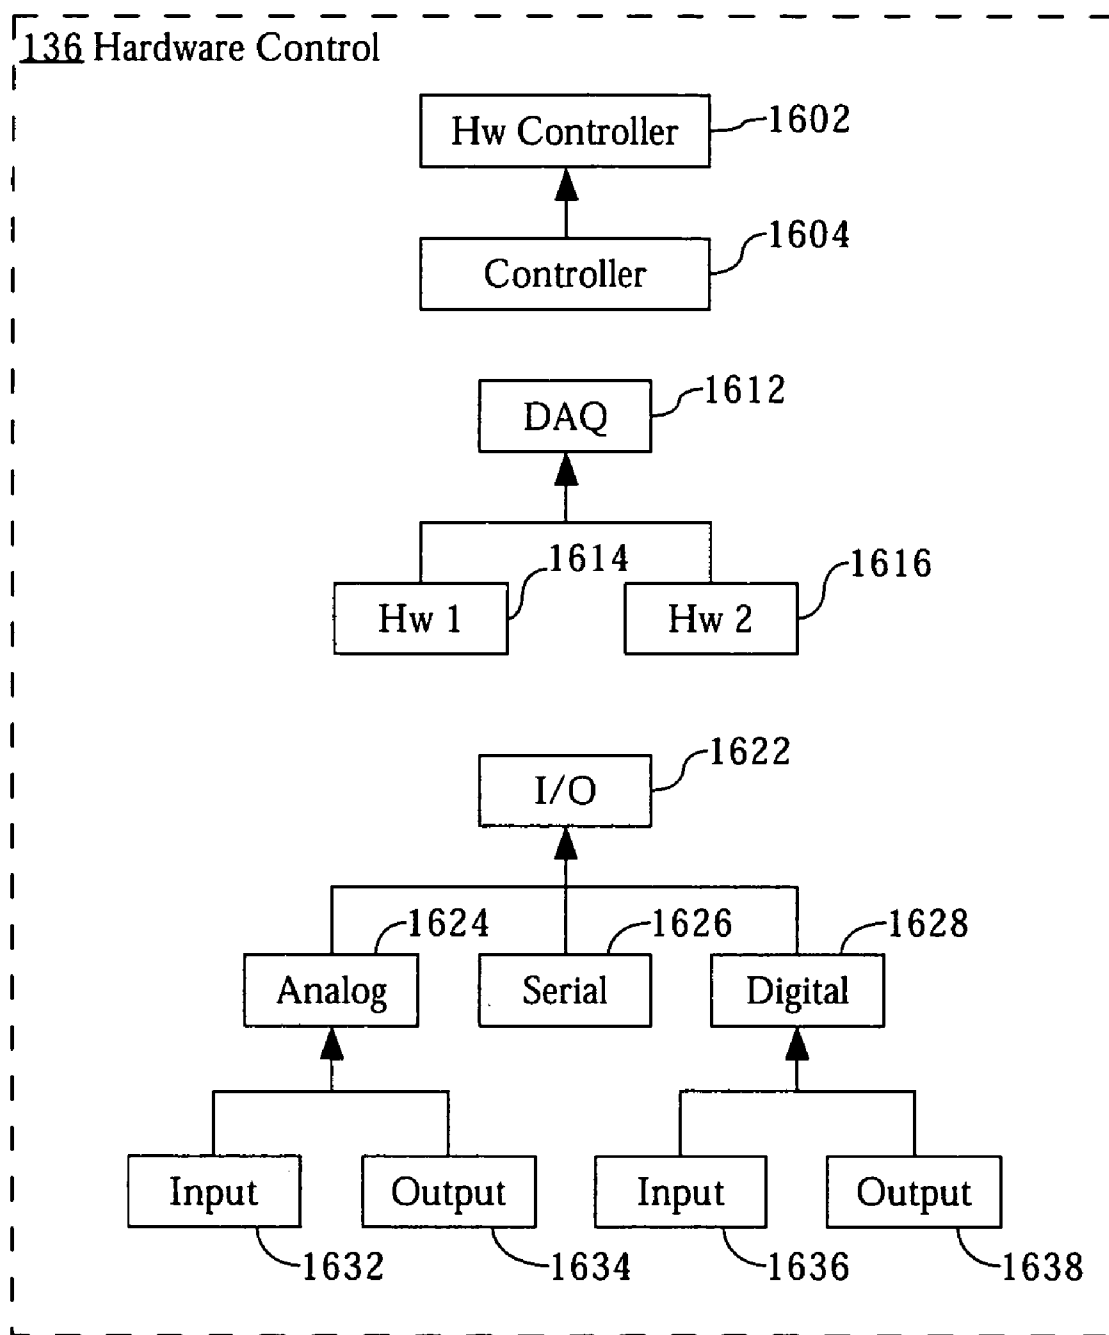 136 Hardware Control
Hw Controller
1602
Controller
1604
DAQ
1612
Hw 1
1614
Hw 2
1616
I/O
1622
Analog
1624
Serial
1626
Digital
1628
Input
1632
Output
1634
Input
1636
Output
1638